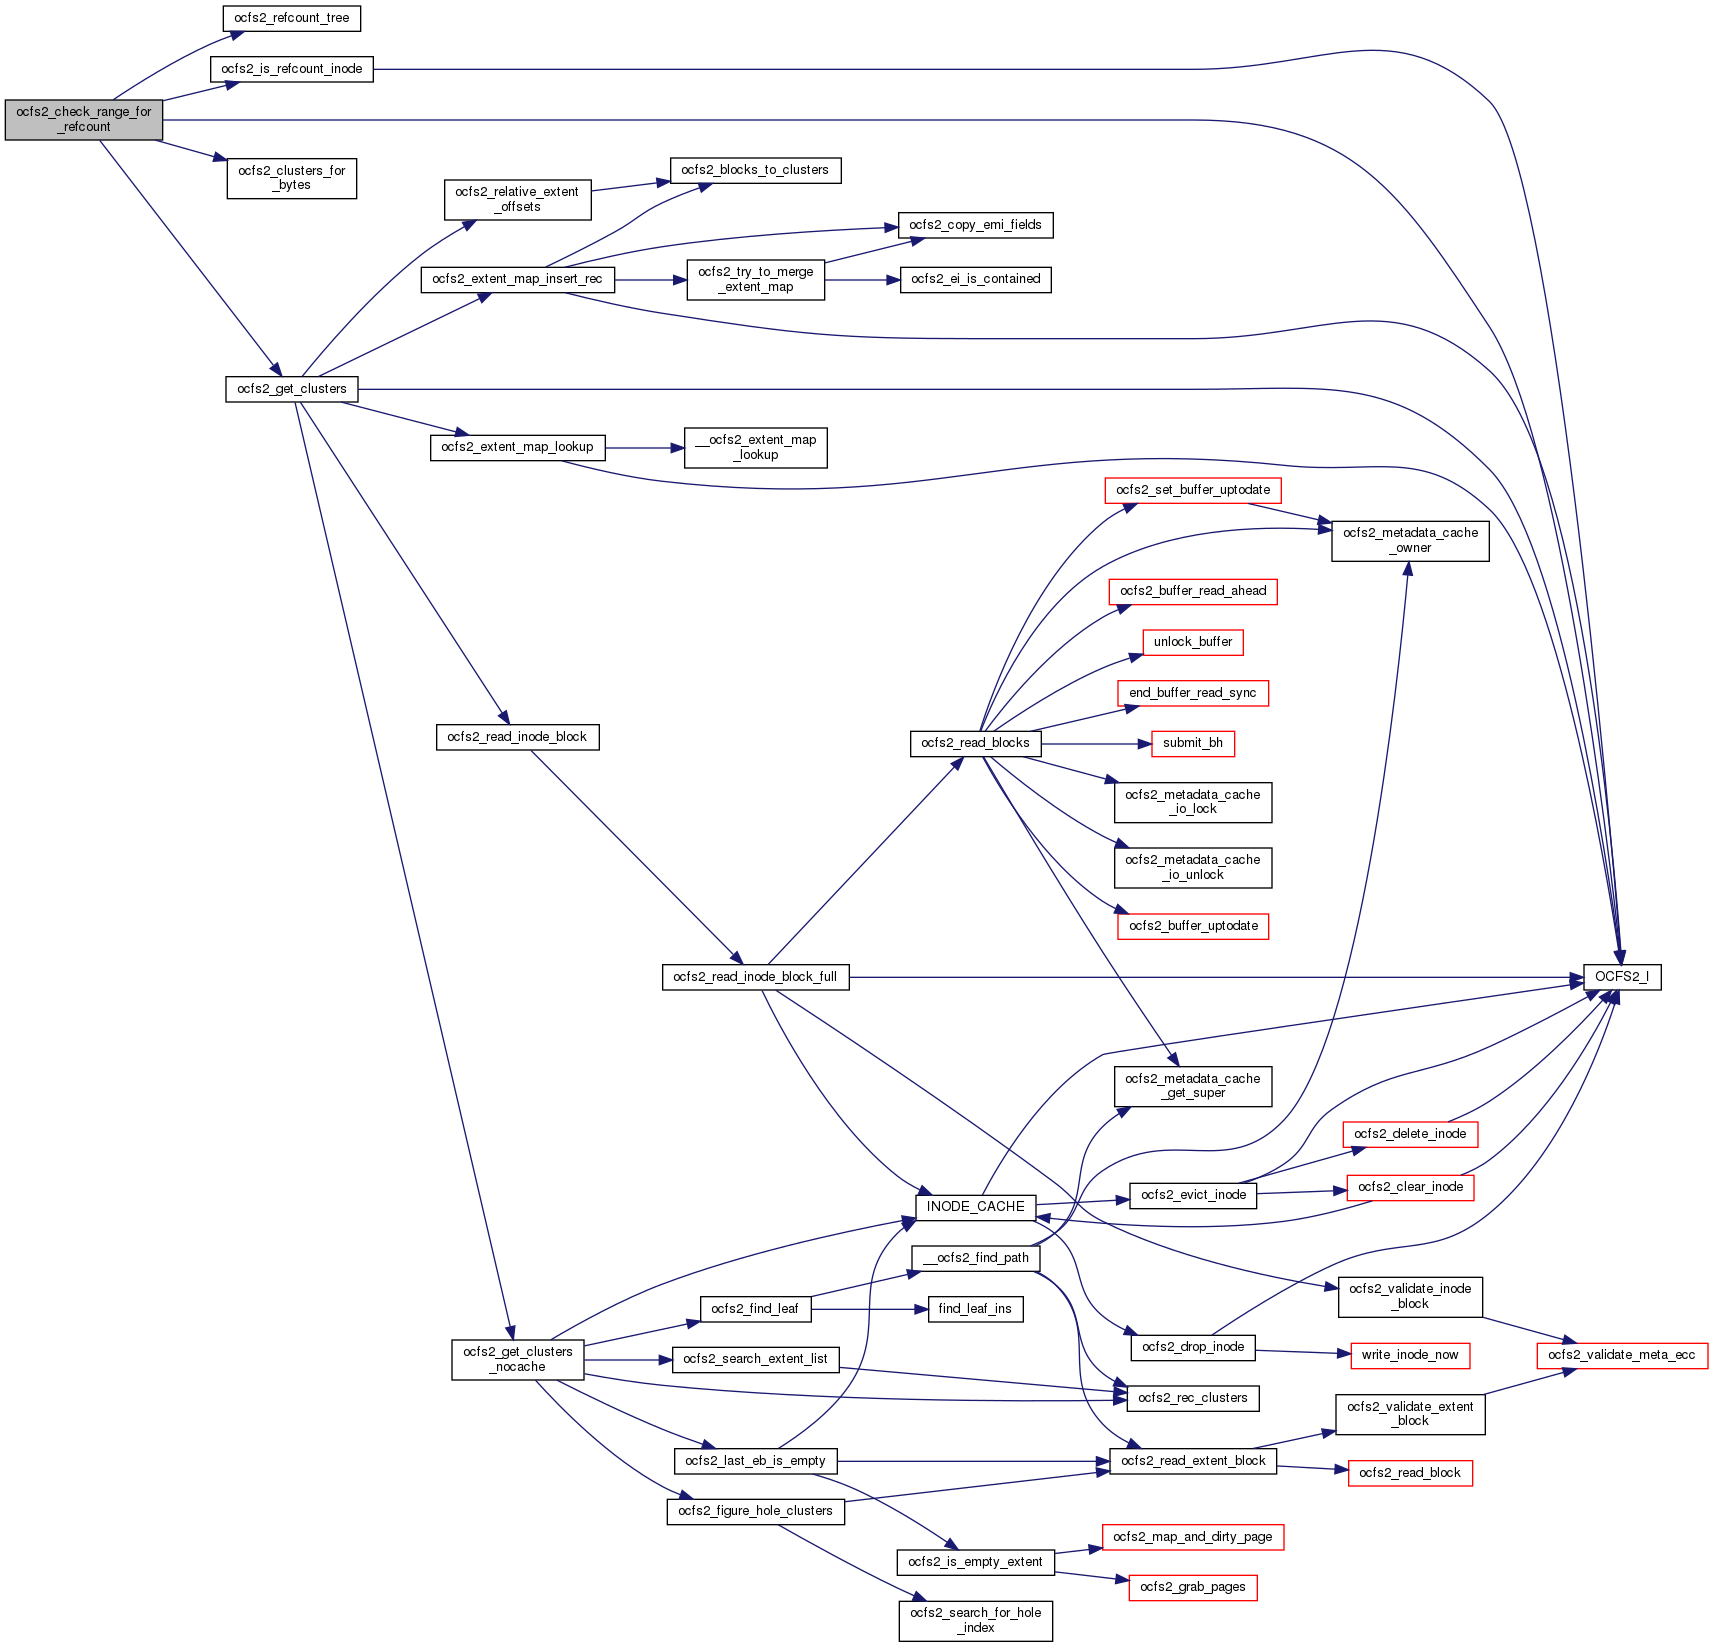 ocfs2_refcount_tree
ocfs2_is_refcount_inode
ocfs2_check_range_for
_refcount
ocfs2_clusters_for
_bytes
ocfs2_blocks_to_clusters
ocfs2_relative_extent
_offsets
ocfs2_copy_emi_fields
ocfs2_extent_map_insert_rec
ocfs2_try_to_merge
_extent_map
ocfs2_ei_is_contained
ocfs2_get_clusters
ocfs2_extent_map_lookup
__ocfs2_extent_map
_lookup
ocfs2_set_buffer_uptodate
ocfs2_metadata_cache
_owner
ocfs2_buffer_read_ahead
unlock_buffer
end_buffer_read_sync
ocfs2_read_inode_block
ocfs2_read_blocks
submit_bh
ocfs2_metadata_cache
_io_lock
ocfs2_metadata_cache
_io_unlock
ocfs2_buffer_uptodate
ocfs2_read_inode_block_full
OCFS2_I
ocfs2_metadata_cache
_get_super
ocfs2_delete_inode
ocfs2_evict_inode
ocfs2_clear_inode
INODE_CACHE
__ocfs2_find_path
ocfs2_validate_inode
_block
ocfs2_find_leaf
find_leaf_ins
ocfs2_get_clusters
_nocache
ocfs2_search_extent_list
ocfs2_drop_inode
write_inode_now
ocfs2_validate_meta_ecc
ocfs2_rec_clusters
ocfs2_validate_extent
_block
ocfs2_last_eb_is_empty
ocfs2_read_extent_block
ocfs2_read_block
ocfs2_figure_hole_clusters
ocfs2_map_and_dirty_page
ocfs2_is_empty_extent
ocfs2_grab_pages
ocfs2_search_for_hole
_index